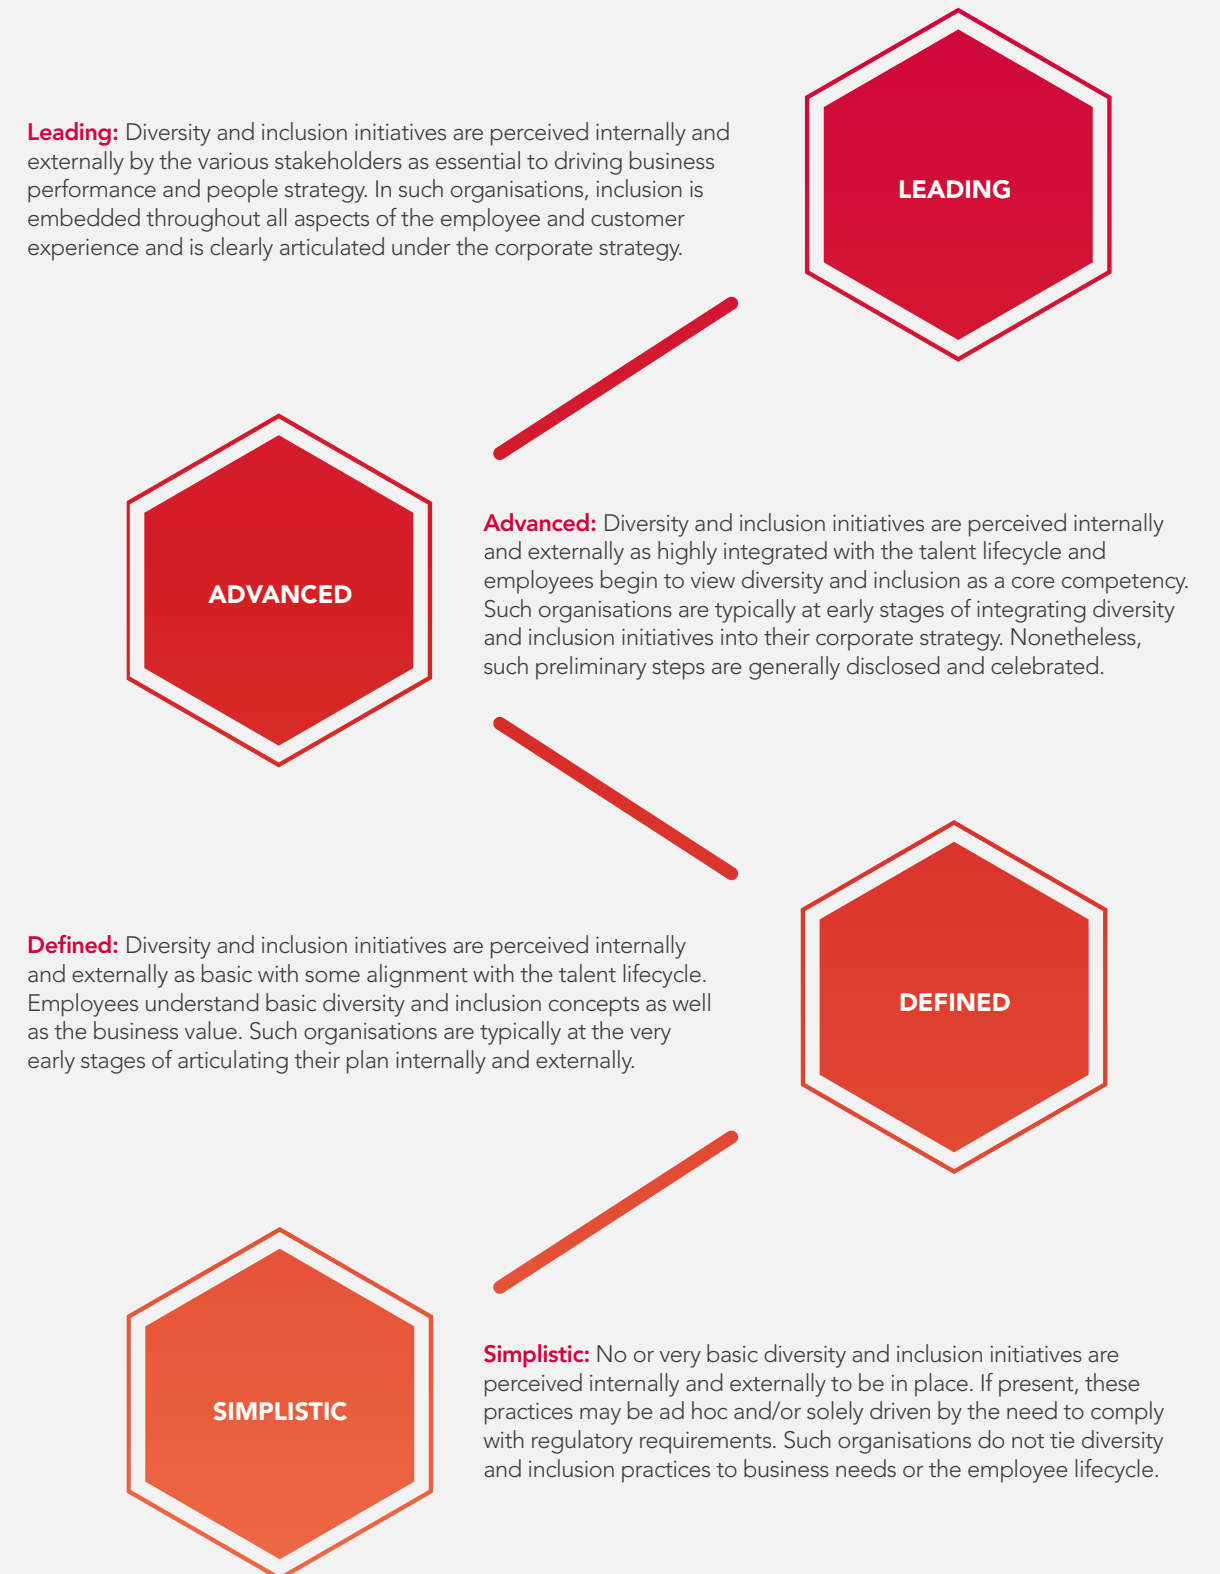 Leading: Diversity and inclusion initiatives are perceived internally and
externally by the various stakeholders as essential to driving business
performance and people strategy. In such organisations, inclusion is
embedded throughout all aspects of the employee and customer
experience and is clearly articulated under the corporate strategy.
LEADING
ADVANCED
Advanced: Diversity and inclusion initiatives are perceived internally
and externally as highly integrated with the talent lifecycle and
employees begin to view diversity and inclusion as a core competency.
Such organisations are typically at early stages of integrating diversity
and inclusion initiatives into their corporate strategy. Nonetheless,
such preliminary steps are generally disclosed and celebrated.
Defined: Diversity and inclusion initiatives are perceived internally
and externally as basic with some alignment with the talent lifecycle.
Employees understand basic diversity and inclusion concepts as well
as the business value. Such organisations are typically at the very
early stages of articulating their plan internally and externally.
DEFINED
SIMPLISTIC
Simplistic: No or very basic diversity and inclusion initiatives are
perceived internally and externally to be in place. If present, these
practices may be ad hoc and/or solely driven by the need to comply
with regulatory requirements. Such organisations do not tie diversity
and inclusion practices to business needs or the employee lifecycle.